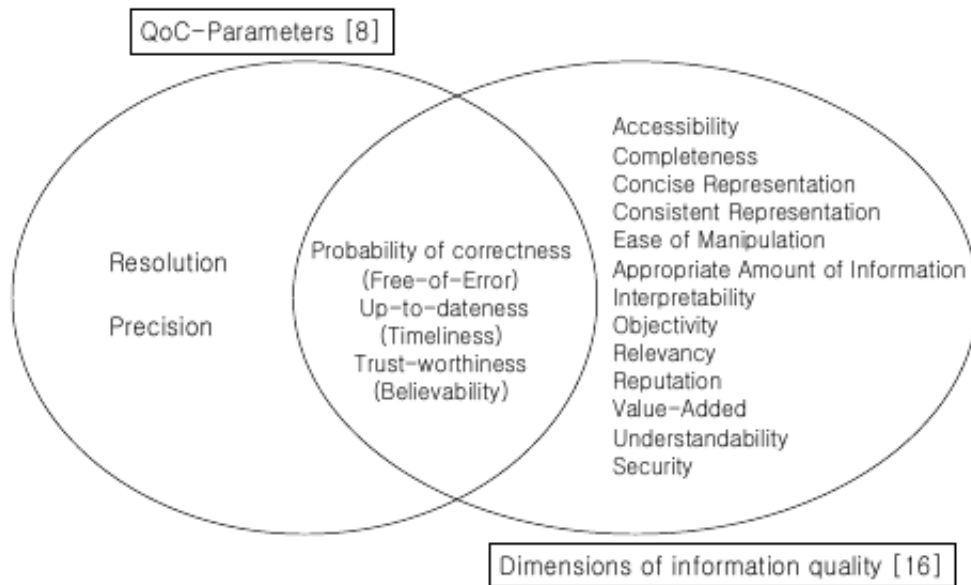 QoC-Parameters [8]
Resolution
Precision
Probability of correctness
(Free-of-Error)
Up-to-dateness
(Timeliness)
Trust-worthiness
(Believability)
Accessibility
Completeness
Concise Representation
Consistent Representation
Ease of Manipulation
Appropriate Amount of Information
Interpretability
Objectivity
Relevancy
Reputation
Value-Added
Understandability
Security
Dimensions of information quality [16]